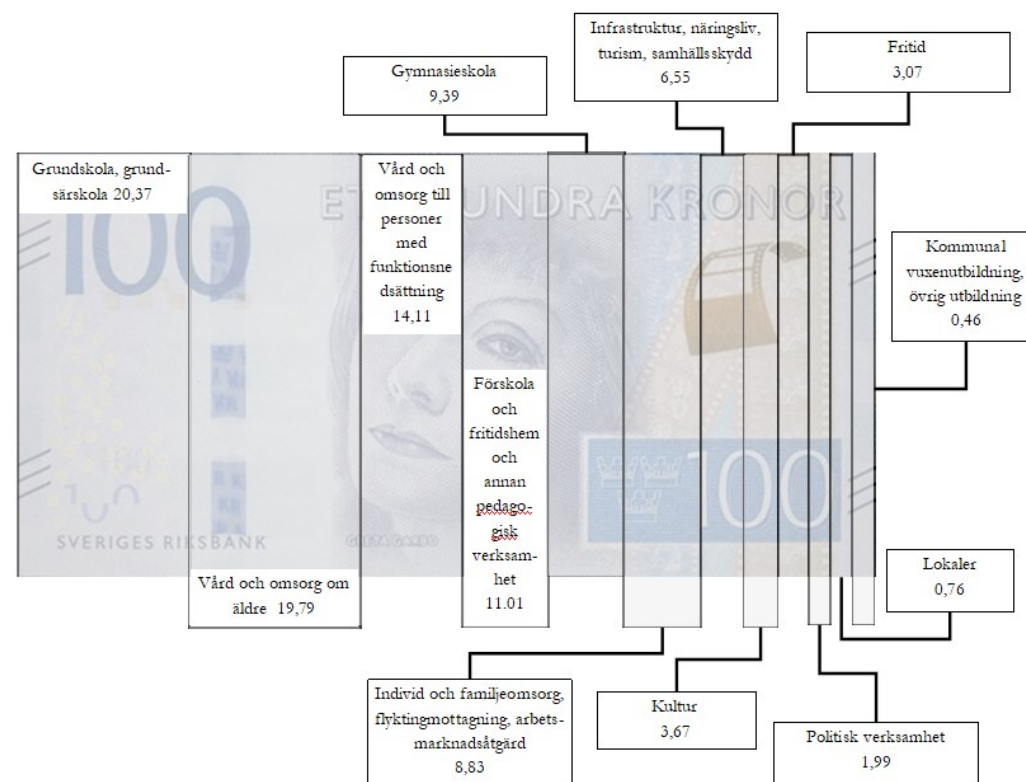 Infrastruktur, näringsliv,
turism, samhällsskydd
6,55
Fritid
3,07
Gymnasieskola
9,39
Grundskola, grund-
särskola 20,37
Vård och
omsorg till
personer
med
funktionsne
dsättning
14,11
100
ETT HUNDRA KRONOR
Kommunal
vuxenutbildning,
övrig utbildning
0,46
Förskola
och
fritidshem
och
annan
pedago-
gisk
verksam-
het
11.01
100
100
SVERIGES RIKSBANK
GRETA GARBO
Vård och omsorg om
äldre 19,79
Lokaler
0,76
Individ och familjeomsorg,
flyktingmottagning, arbets-
marknadsåtgärd
8,83
Kultur
3,67
Politisk verksamhet
1,99